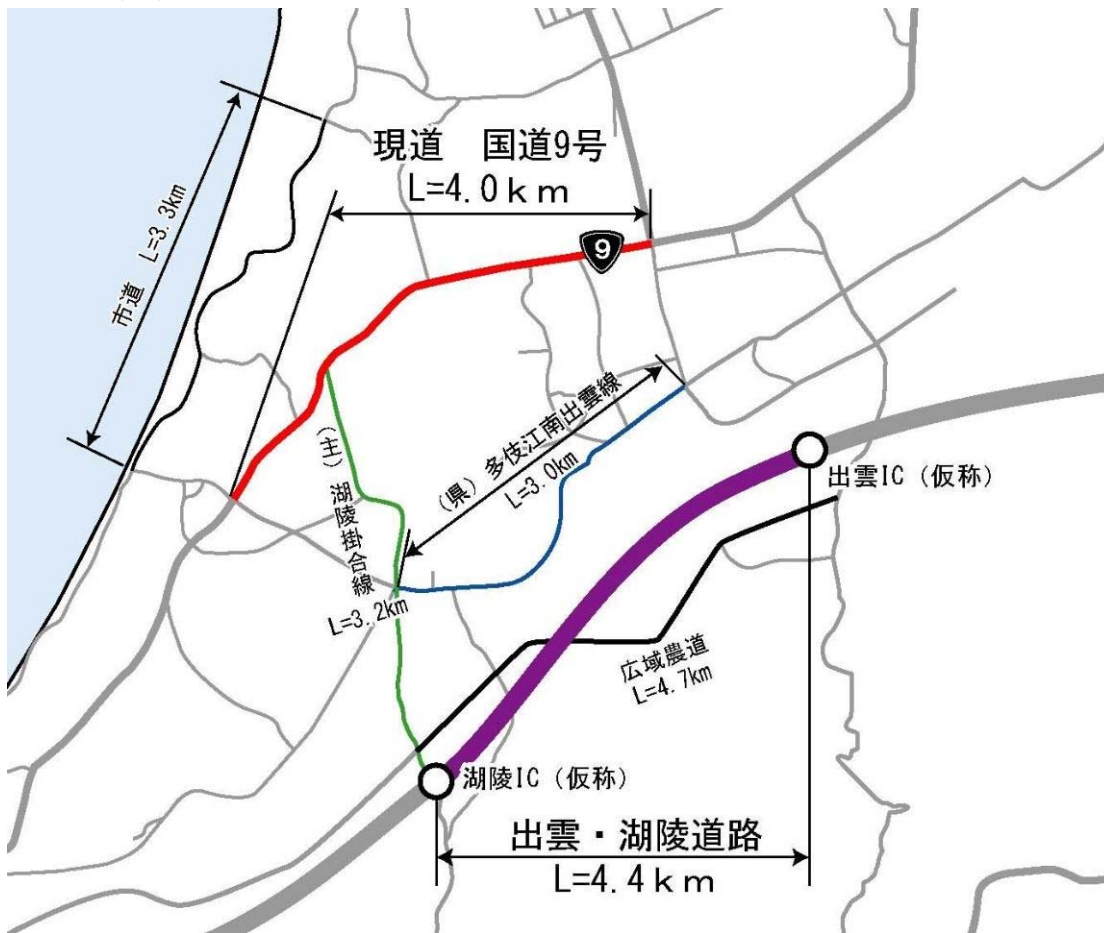 現道　国道9号
L=4.0km
市道　L=3.3km
9
(県) 多伎江南出雲線
L=3.0km
(主) 湖陵掛合線
L=3.2km
出雲IC (仮称)
広域農道
L=4.7km
湖陵IC (仮称)
出雲・湖陵道路
L=4.4km